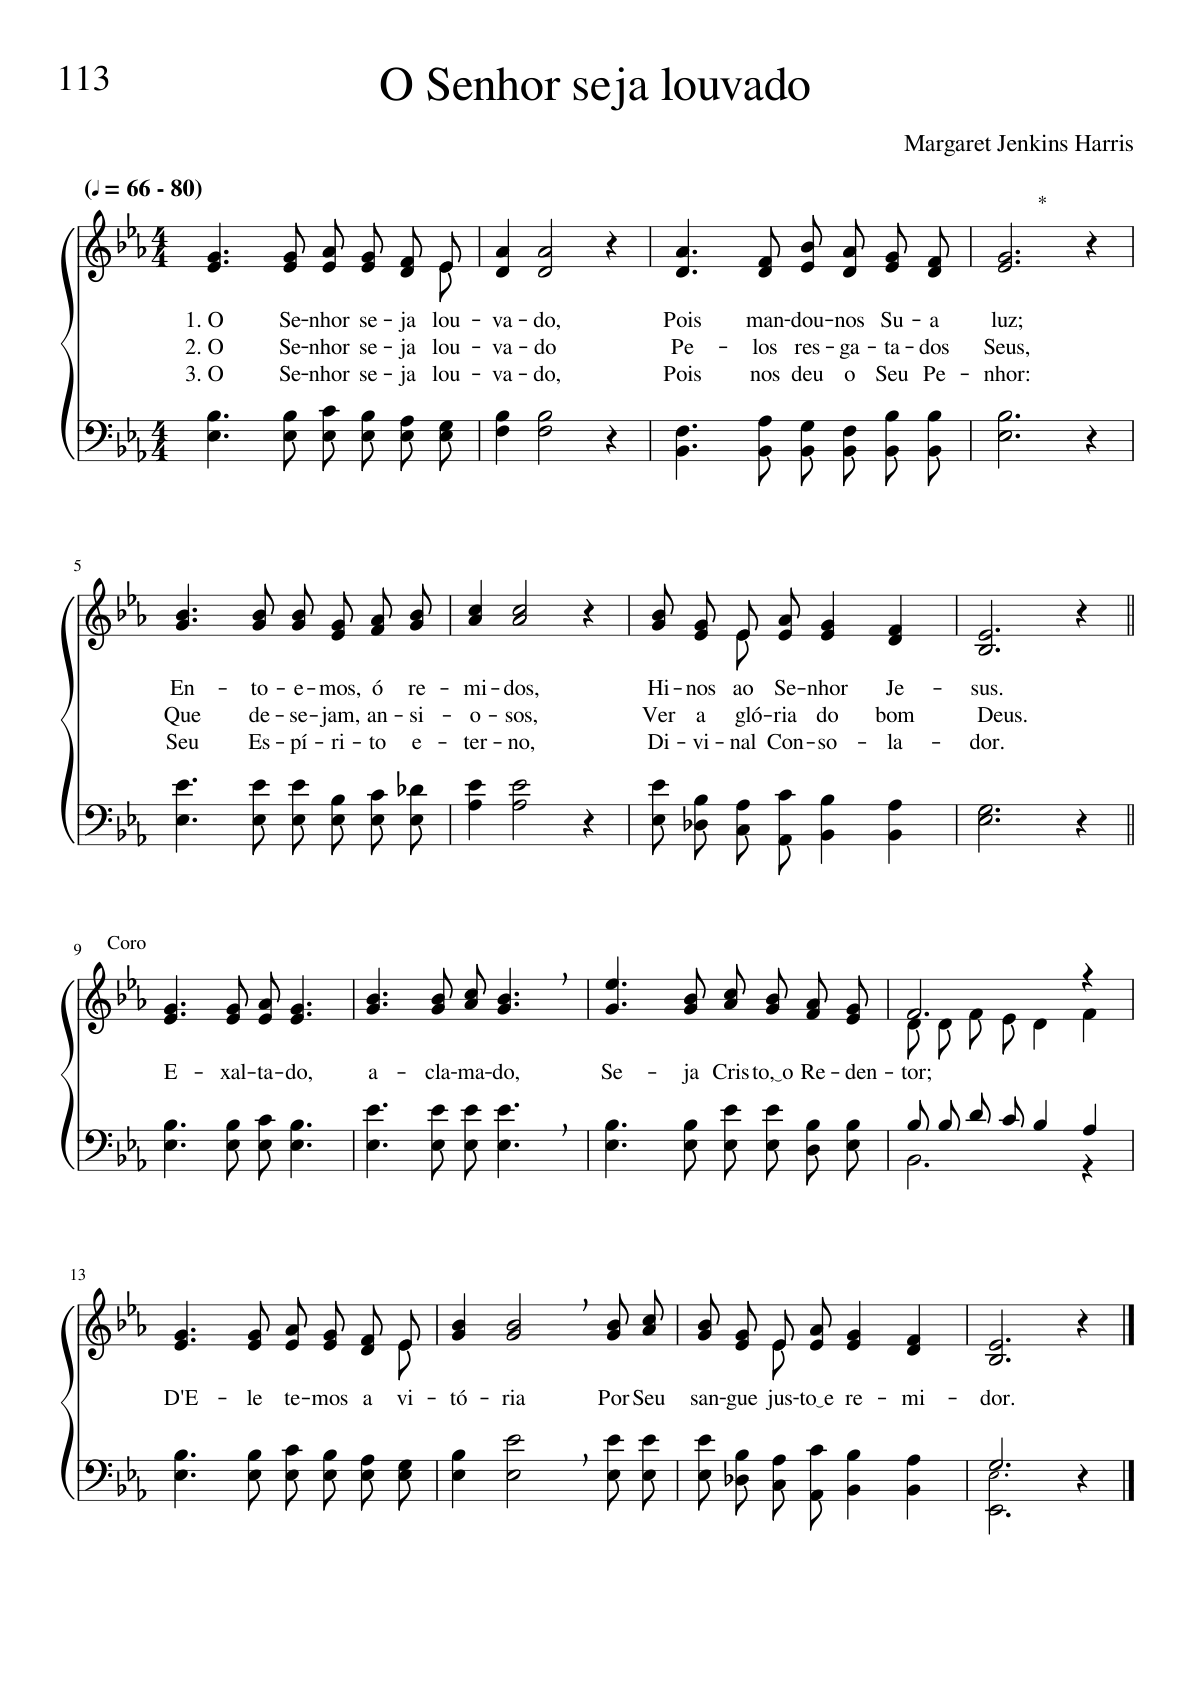 113
O Senhor seja louvado
Margaret Jenkins Harris
(♩ = 66 - 80)
*
1. O Se-nhor se-ja lou-va-do, Pois man-dou-nos Su-a luz;
2. O Se-nhor se-ja lou-va-do Pe-los res-ga-ta-dos Seus,
3. O Se-nhor se-ja lou-va-do, Pois nos deu o Seu Pe-nhor:
5
En-to-e-mos, ó re-mi-dos, Hi-nos ao Se-nhor Je-sus.
Que de-se-jam, an-si-o-sos, Ver a gló-ria do bom Deus.
Seu Es-pí-ri-to e-ter-no, Di-vi-nal Con-so-la-dor.
9
Coro
E-xal-ta-do, a-cla-ma-do, Se-ja Cristo,‿o Re-den-tor;
13
D'E-le te-mos a vi-tó-ria Por Seu san-gue jus-to‿e re-mi-dor.